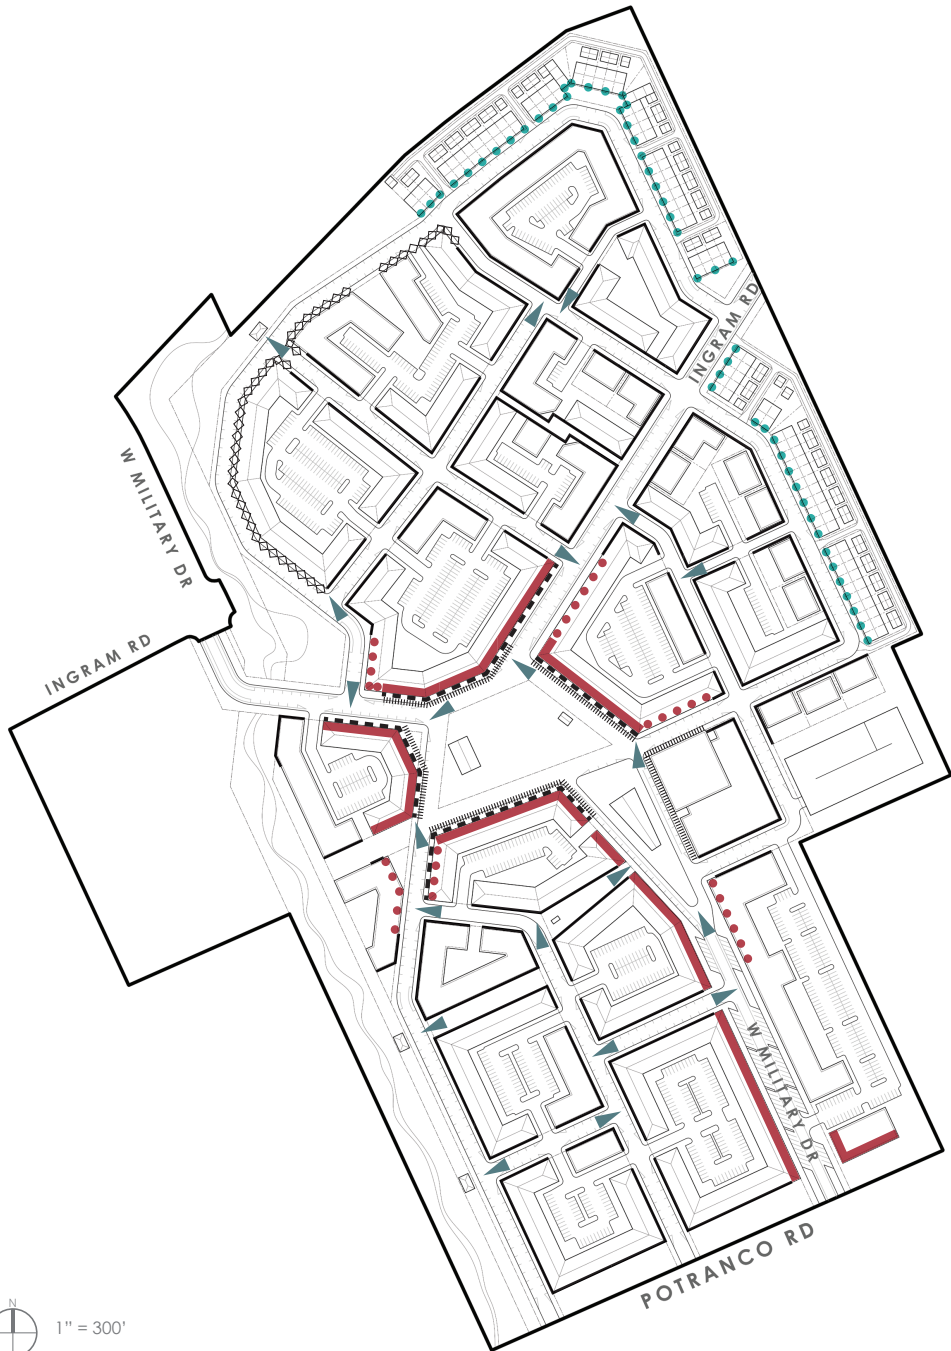 INGRAM RD
W MILITARY DR
INGRAM RD
W MILITARY DR
POTRANCO RD
N
1” = 300’